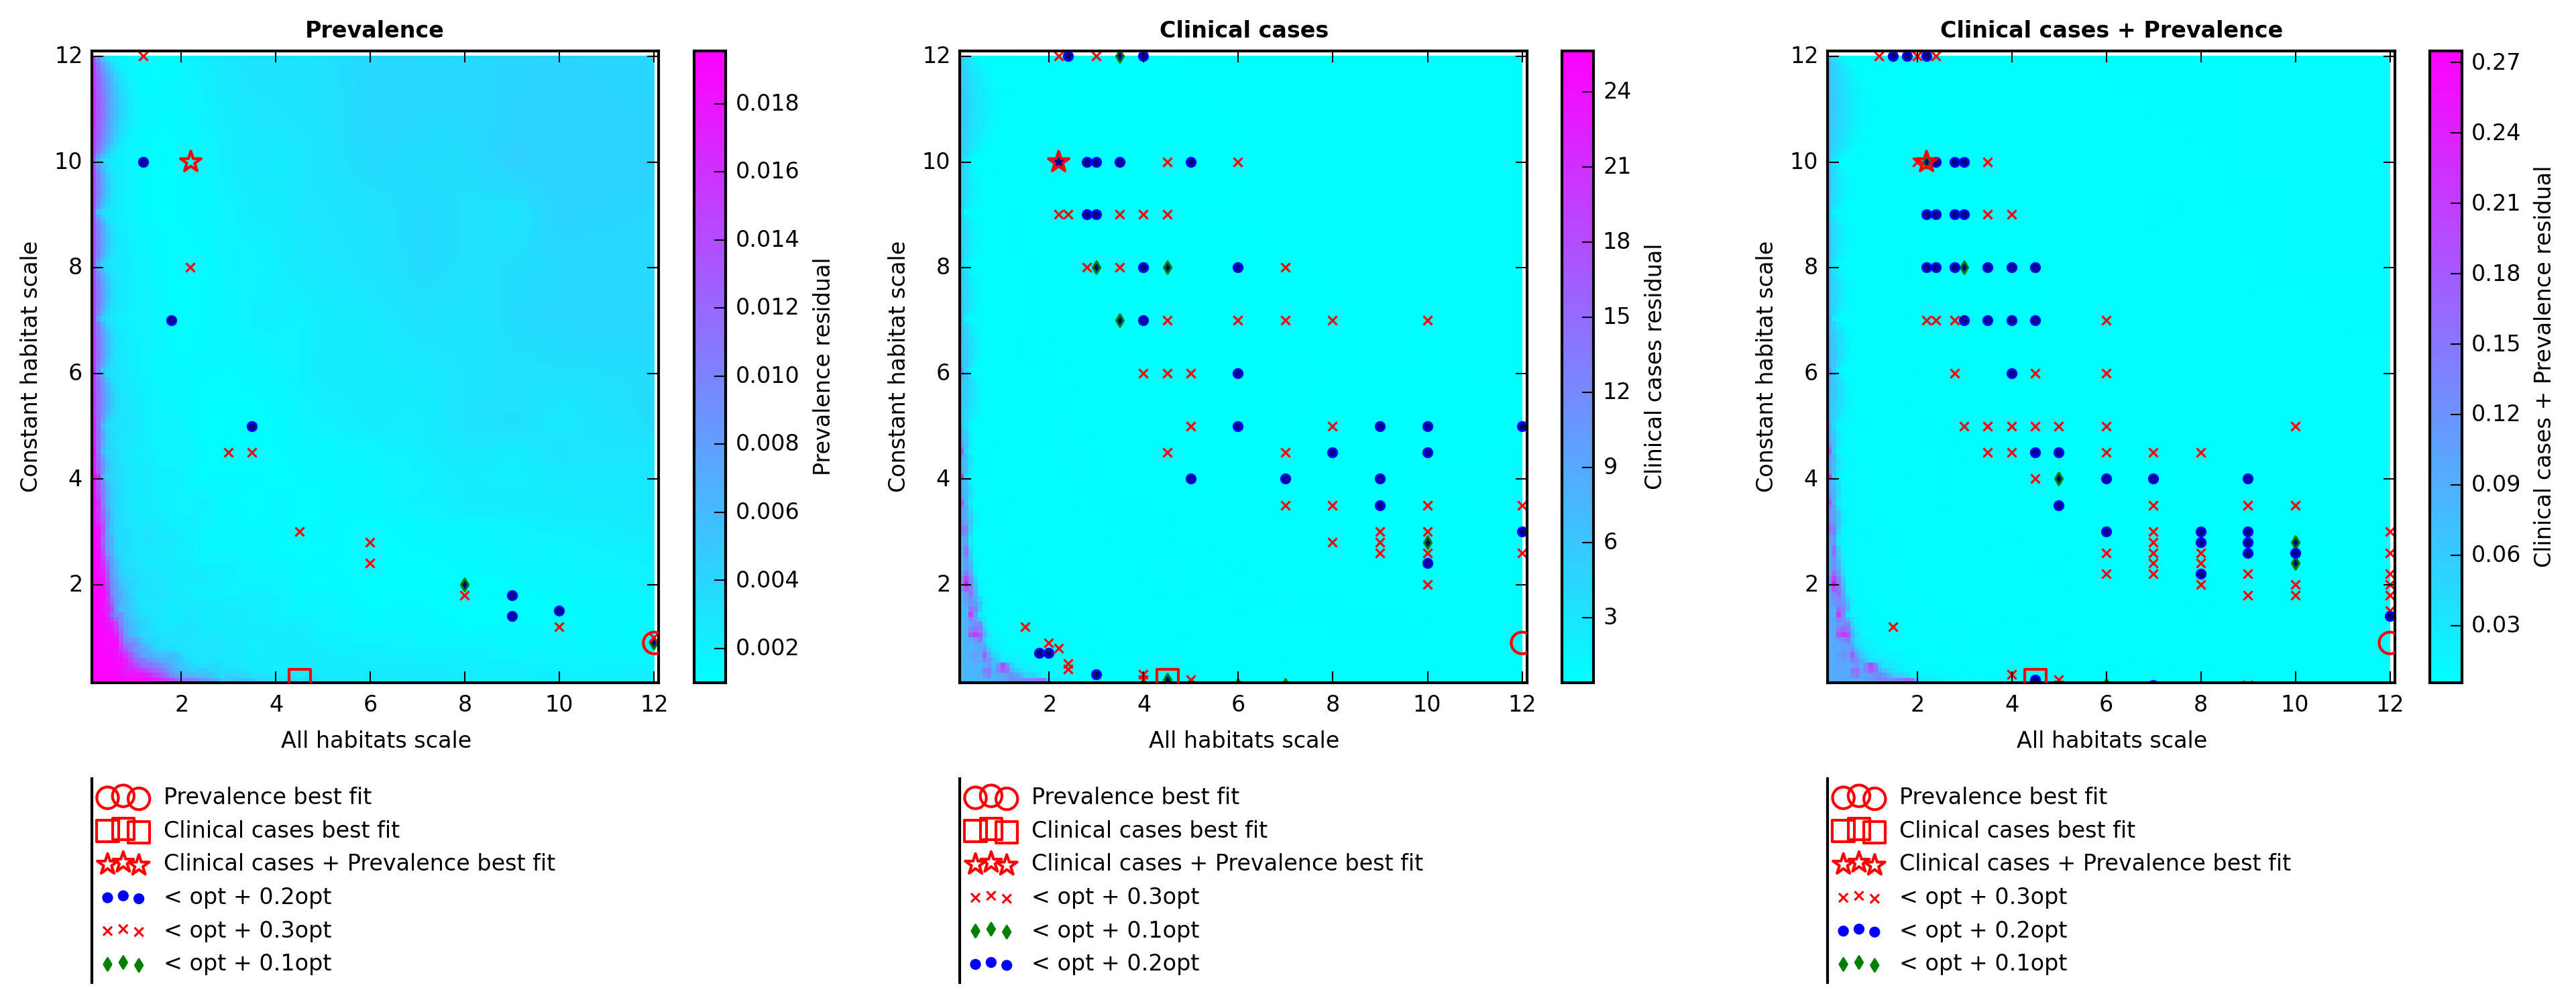 Prevalence
Constant habitat scale
12
10
8
6
4
2
2 4 6 8 10 12
All habitats scale
0.018
0.016
0.014
0.012
0.010
0.008
0.006
0.004
0.002
Prevalence residual
Prevalence best fit
Clinical cases best fit
Clinical cases + Prevalence best fit
< opt + 0.2opt
< opt + 0.3opt
< opt + 0.1opt
Clinical cases
Constant habitat scale
12
10
8
6
4
2
2 4 6 8 10 12
All habitats scale
24
21
18
15
12
9
6
3
Clinical cases residual
Prevalence best fit
Clinical cases best fit
Clinical cases + Prevalence best fit
< opt + 0.3opt
< opt + 0.1opt
< opt + 0.2opt
Clinical cases + Prevalence
Constant habitat scale
12
10
8
6
4
2
2 4 6 8 10 12
All habitats scale
0.27
0.24
0.21
0.18
0.15
0.12
0.09
0.06
0.03
Clinical cases + Prevalence residual
Prevalence best fit
Clinical cases best fit
Clinical cases + Prevalence best fit
< opt + 0.3opt
< opt + 0.2opt
< opt + 0.1opt